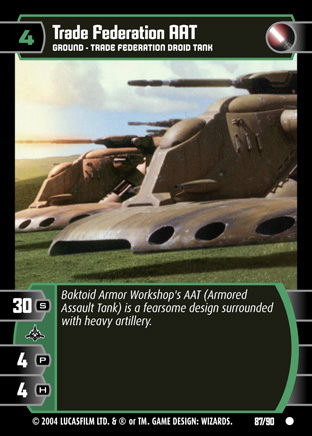 4 Trade Federation AAT
GROUND - TRADE FEDERATION DROID TANK
30 S
Baktoid Armor Workshop's AAT (Armored
Assault Tank) is a fearsome design surrounded
with heavy artillery.
4 P
4 H
© 2004 LUCASFILM LTD. & ® or TM. GAME DESIGN: WIZARDS. 87/90